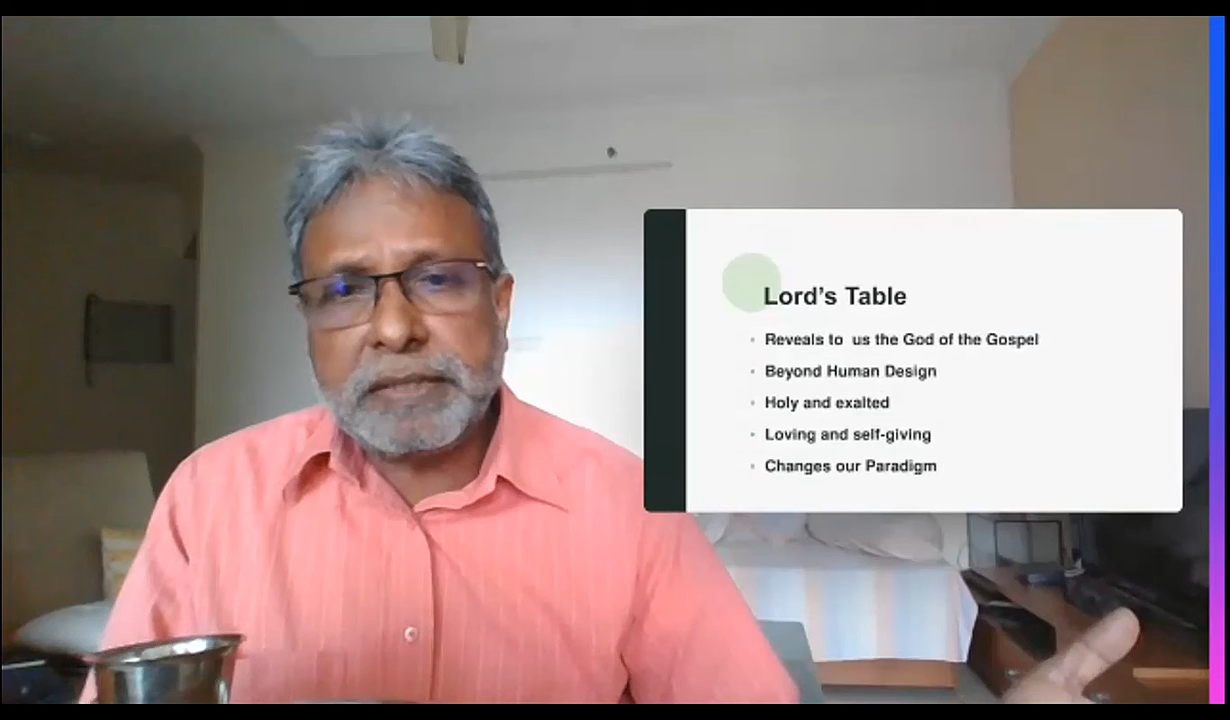 Lord’s Table
Reveals to us the God of the Gospel
Beyond Human Design
Holy and exalted
Loving and self-giving
Changes our Paradigm